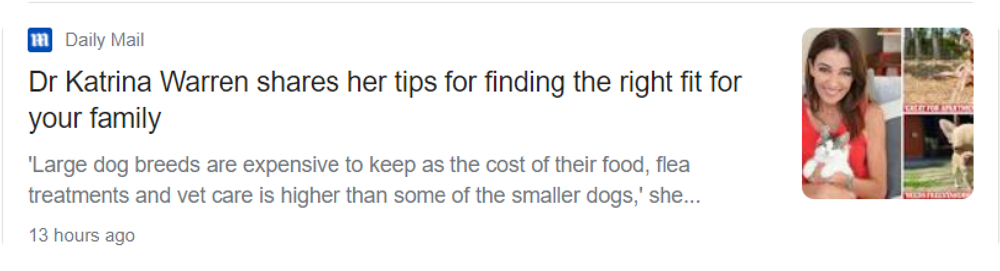 m Daily Mail
Dr Katrina Warren shares her tips for finding the right fit for
your family
'Large dog breeds are expensive to keep as the cost of their food, flea
treatments and vet care is higher than some of the smaller dogs,' she...
13 hours ago
GREAT FOR